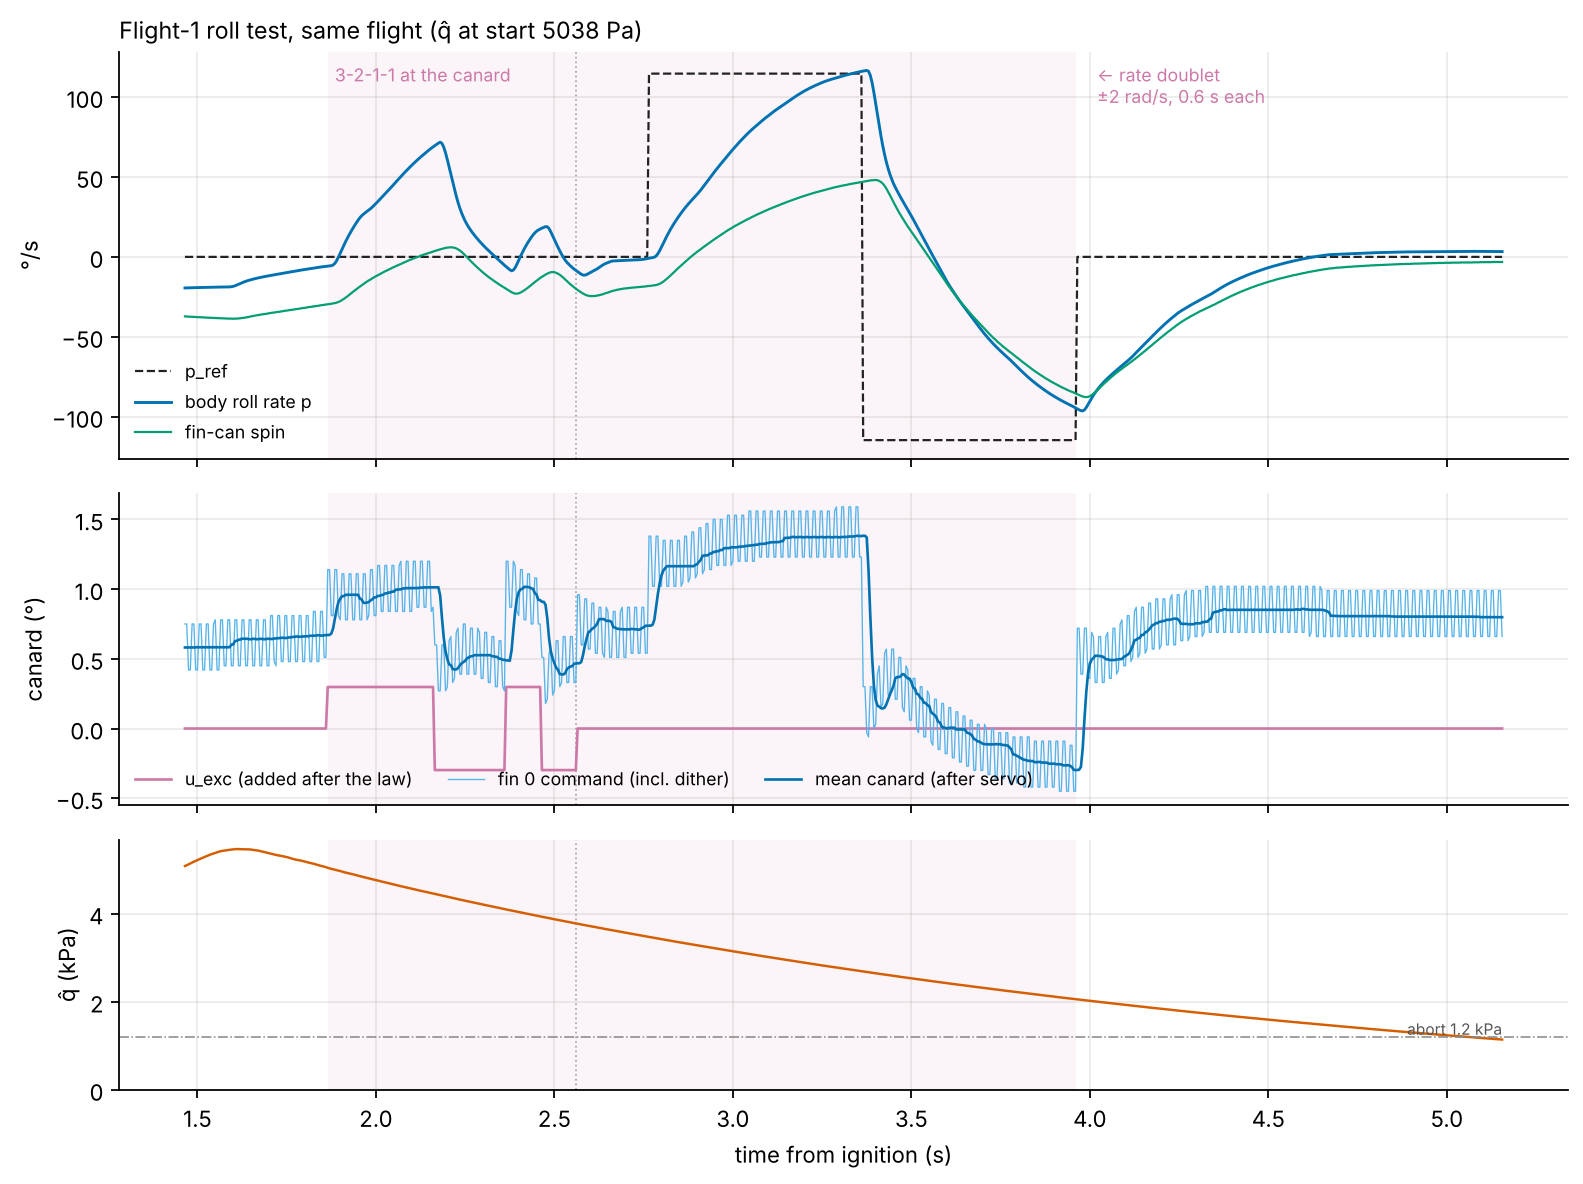 Flight-1 roll test, same flight (q̂ at start 5038 Pa)
3-2-1-1 at the canard
← rate doublet
±2 rad/s, 0.6 s each
100
50
0
−50
−100
°/s
p_ref
body roll rate p
fin-can spin
1.5
1.0
0.5
0.0
−0.5
canard (°)
u_exc (added after the law)
fin 0 command (incl. dither)
mean canard (after servo)
4
2
0
q̂ (kPa)
abort 1.2 kPa
1.5 2.0 2.5 3.0 3.5 4.0 4.5 5.0
time from ignition (s)